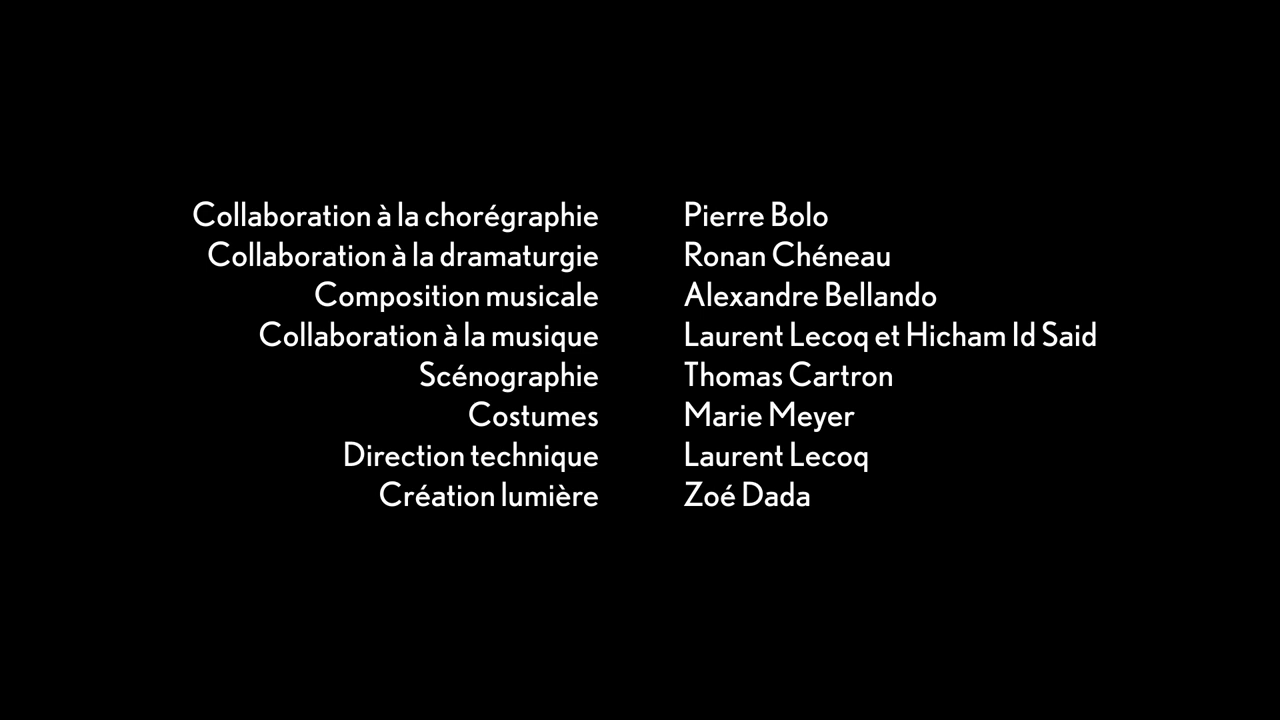 Collaboration à la chorégraphie Pierre Bolo
Collaboration à la dramaturgie Ronan Chéneau
Composition musicale Alexandre Bellando
Collaboration à la musique Laurent Lecoq et Hicham Id Said
Scénographie Thomas Cartron
Costumes Marie Meyer
Direction technique Laurent Lecoq
Création lumière Zoé Dada